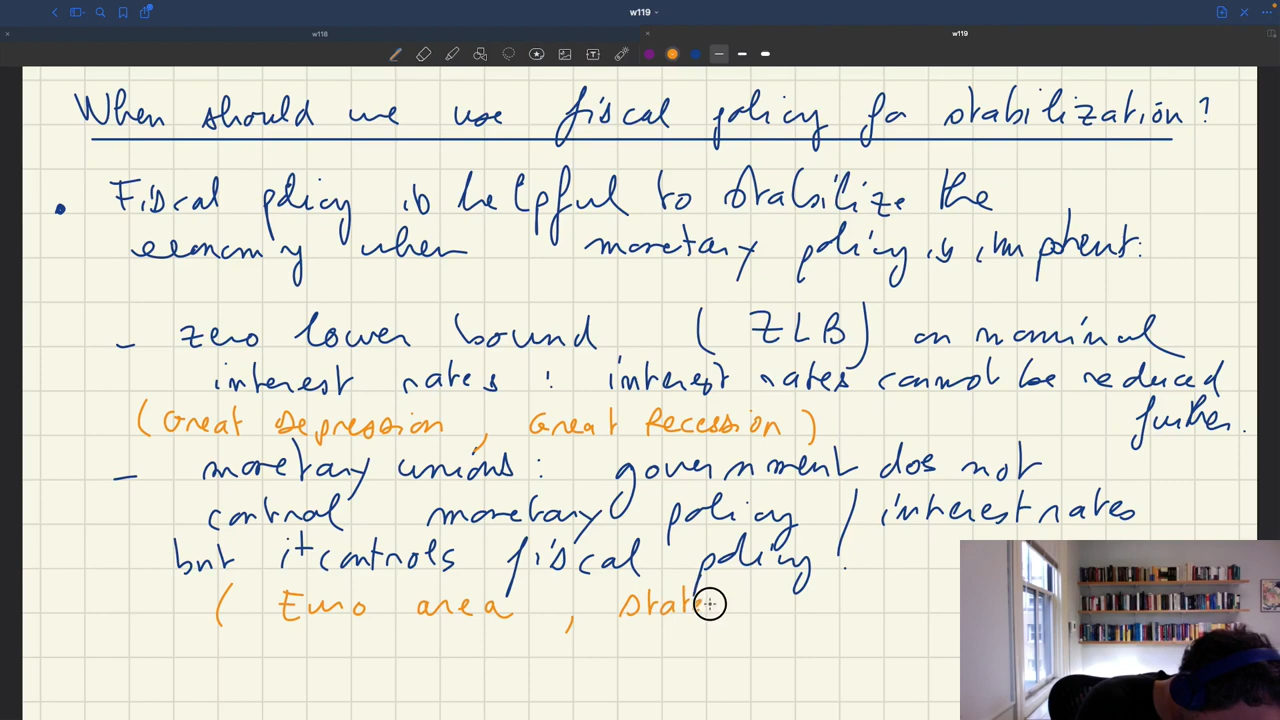 w119
w118
w119
When should we use fiscal policy for stabilization?
• Fiscal policy is helpful to stabilize the
economy when monetary policy is impotent:
- zero lower bound (ZLB) on nominal
interest rates: interest rates cannot be reduced
further.
(Great Depression, Great Recession)
- monetary unions: government does not
control monetary policy / interest rates
but it controls fiscal policy!
(Euro area, state